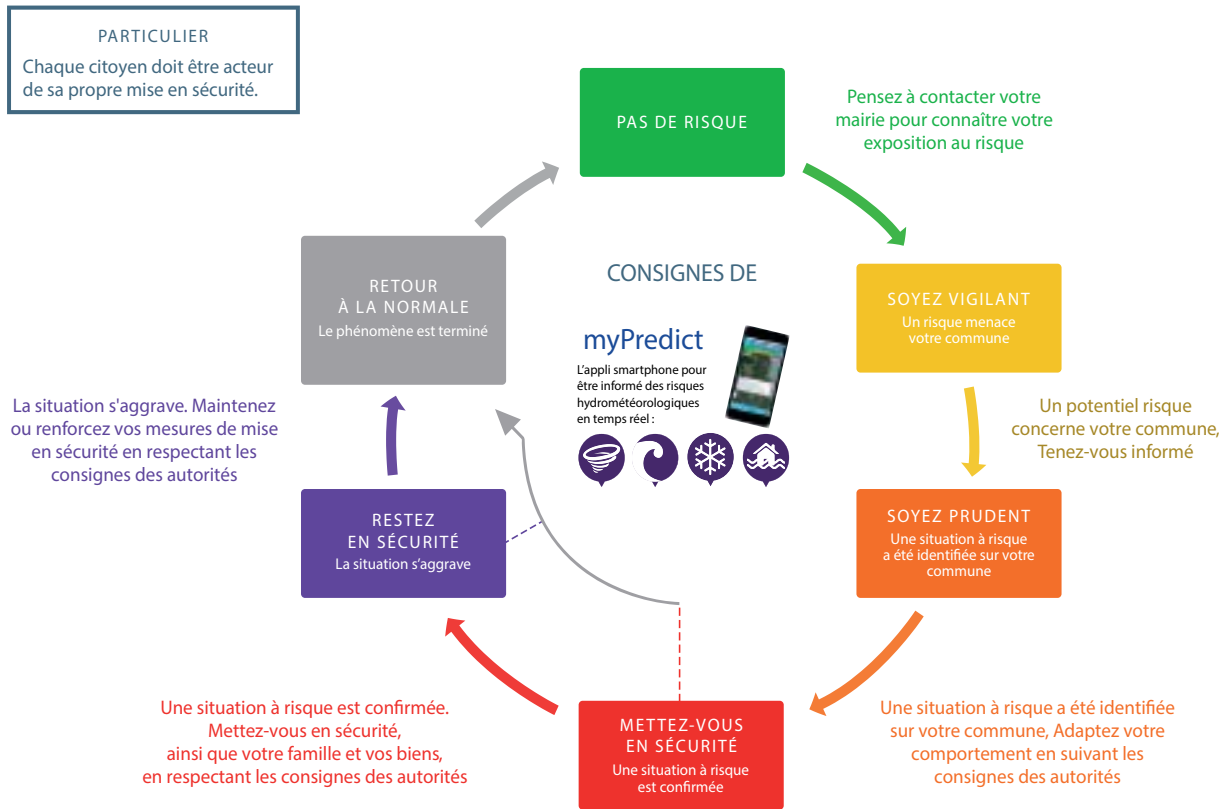 PARTICULIER
Chaque citoyen doit être acteur
de sa propre mise en sécurité.
PAS DE RISQUE
Pensez à contacter votre
mairie pour connaître votre
exposition au risque
RETOUR
À LA NORMALE
Le phénomène est terminé
CONSIGNES DE
SOYEZ VIGILANT
Un risque menace
votre commune
myPredict
L'appli smartphone pour
être informé des risques
hydrométéorologiques
en temps réel :
La situation s'aggrave. Maintenez
ou renforcez vos mesures de mise
en sécurité en respectant les
consignes des autorités
Un potentiel risque
concerne votre commune,
Tenez-vous informé
RESTEZ
EN SÉCURITÉ
La situation s’aggrave
SOYEZ PRUDENT
Une situation à risque
a été identifiée sur votre
commune
Une situation à risque est confirmée.
Mettez-vous en sécurité,
ainsi que votre famille et vos biens,
en respectant les consignes des autorités
METTEZ-VOUS
EN SÉCURITÉ
Une situation à risque
est confirmée
Une situation à risque a été identifiée
sur votre commune, Adaptez votre
comportement en suivant les
consignes des autorités